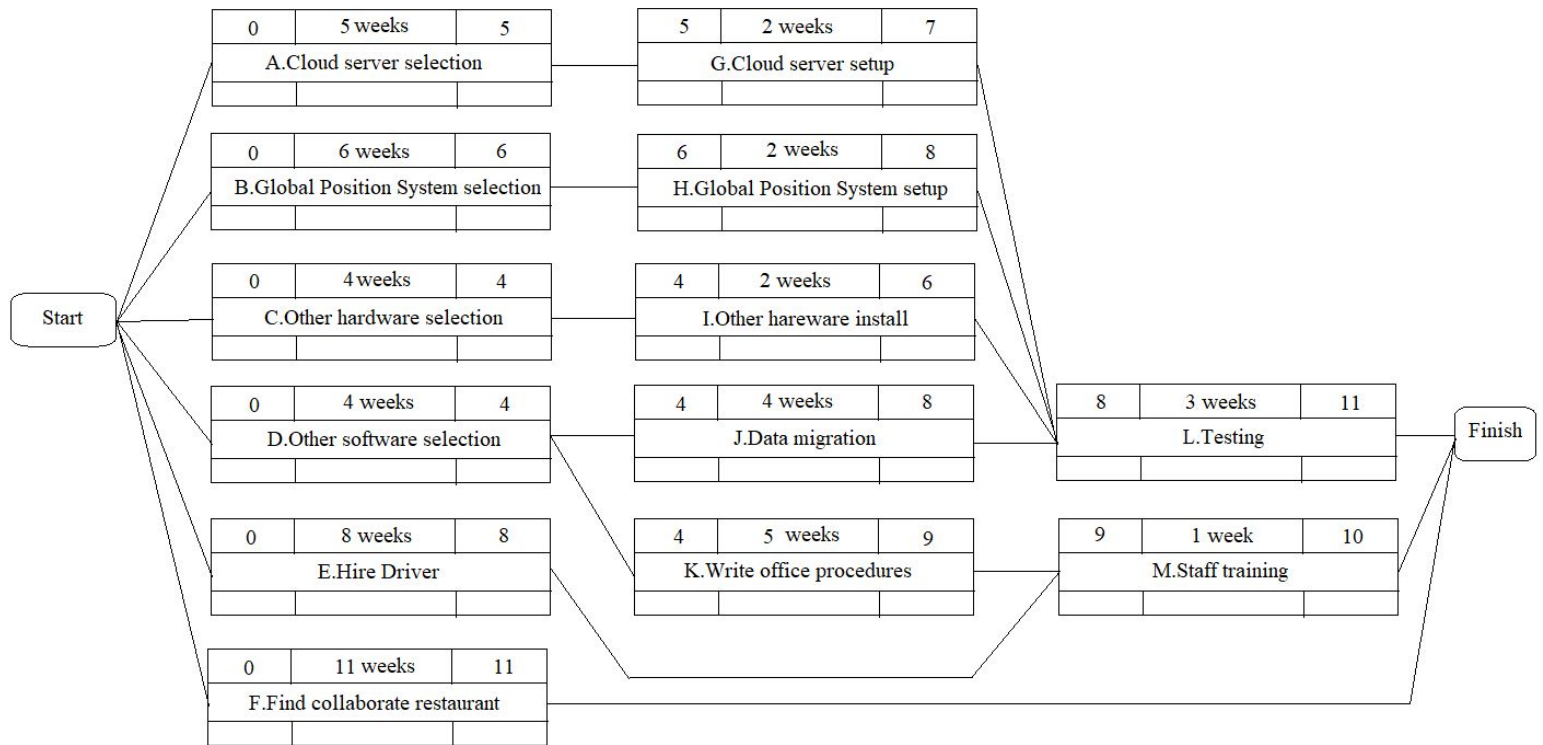 0 5 weeks 5
A.Cloud server selection
5 2 weeks 7
G.Cloud server setup
0 6 weeks 6
B.Global Position System selection
6 2 weeks 8
H.Global Position System setup
Start
0 4 weeks 4
C.Other hardware selection
4 2 weeks 6
I.Other hareware install
0 4 weeks 4
D.Other software selection
4 4 weeks 8
J.Data migration
8 3 weeks 11
L.Testing
Finish
0 8 weeks 8
E.Hire Driver
4 5 weeks 9
K.Write office procedures
9 1 week 10
M.Staff training
0 11 weeks 11
F.Find collaborate restaurant